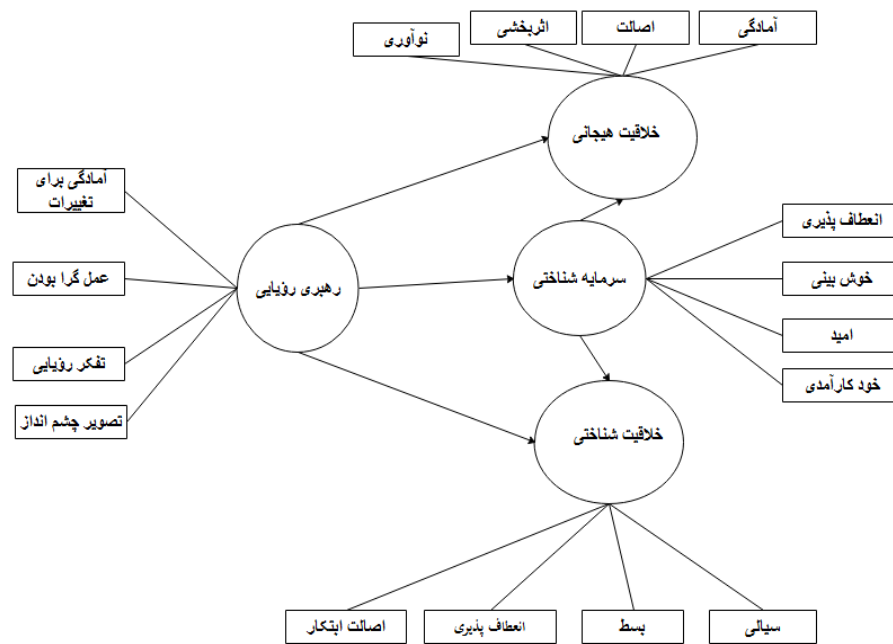 آمادگی
اصالت
اثربخشی
نوآوری
خلاقیت هیجانی
آمادگی برای
تغییرات
انعطاف پذیری
عمل گرا بودن
رهبری رؤیایی
سرمایه شناختی
خوش بینی
امید
تفکر رؤیایی
خود کارآمدی
تصویر چشم انداز
خلاقیت شناختی
سیالی
بسط
انعطاف پذیری
اصالت ابتکار